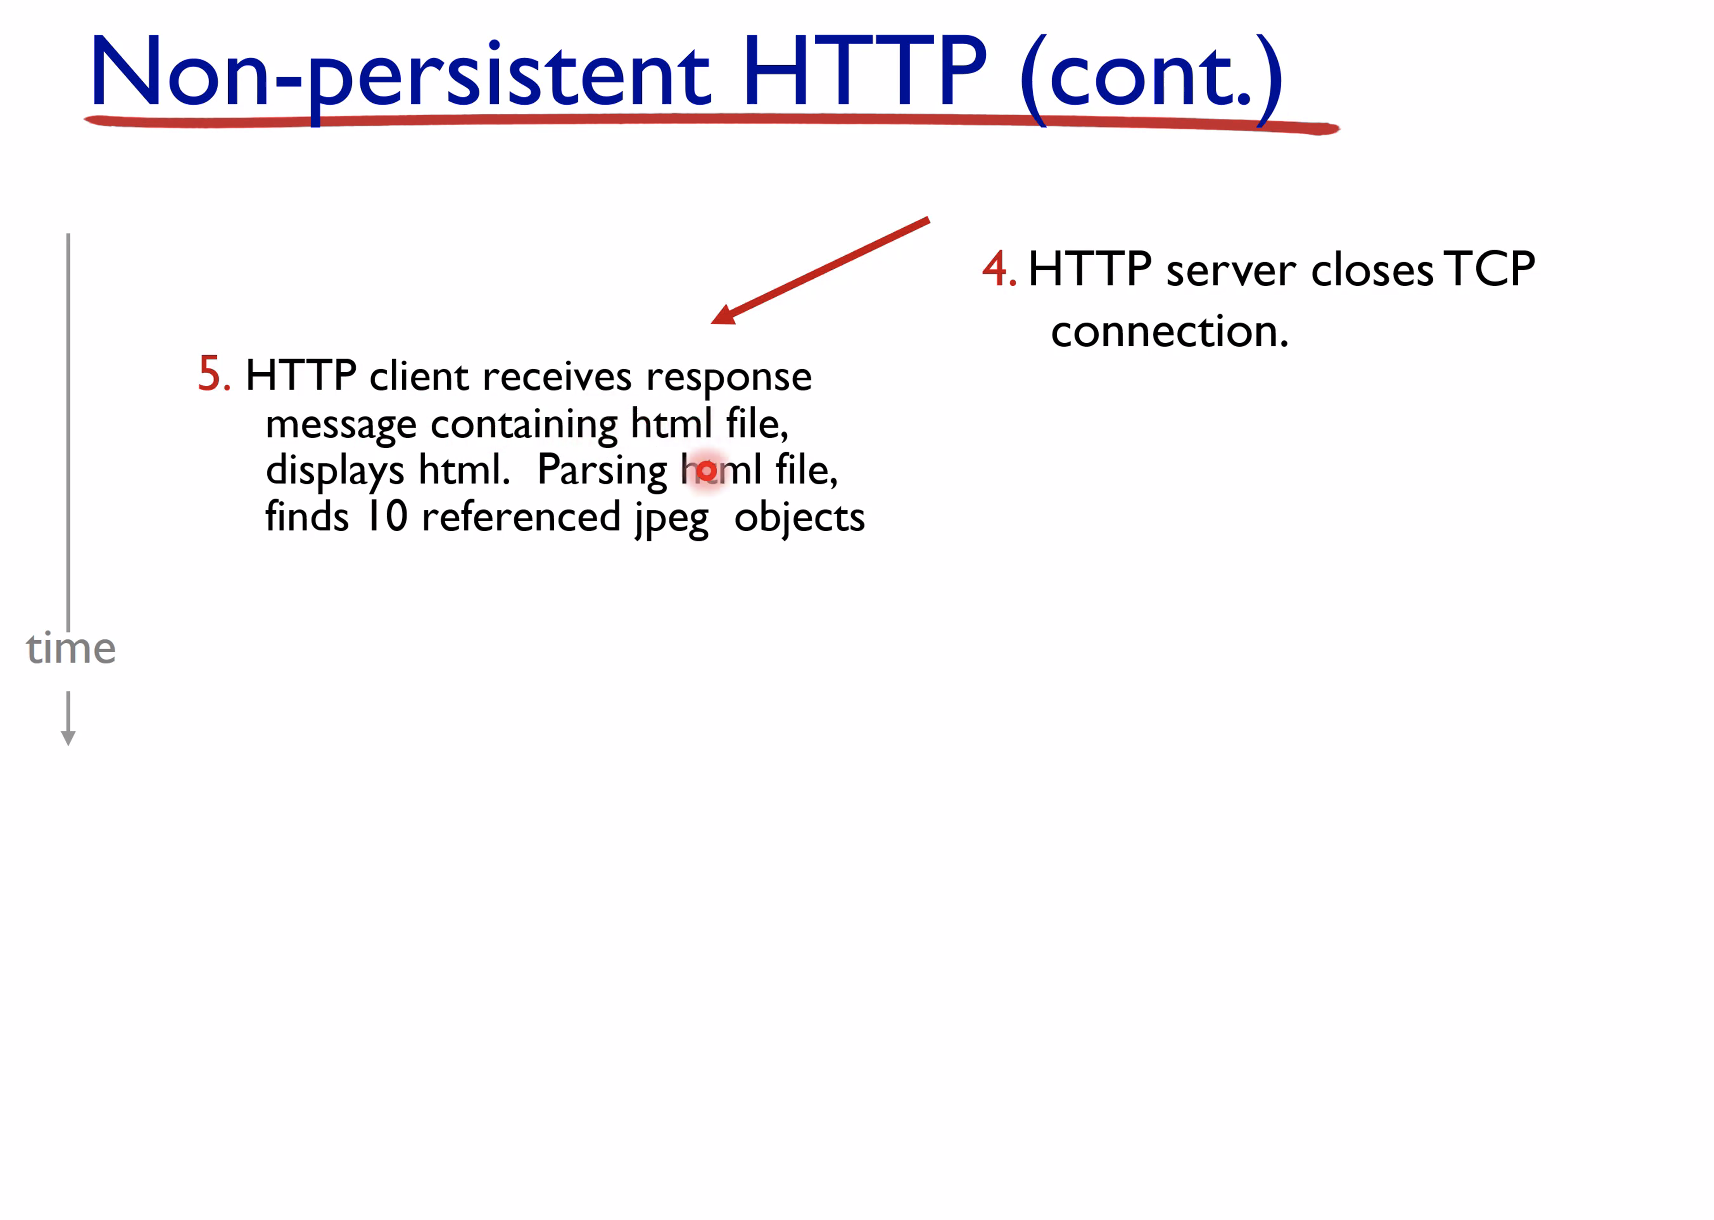 Non-persistent HTTP (cont.)
4. HTTP server closes TCP
connection.
5. HTTP client receives response
message containing html file,
displays html. Parsing html file,
finds 10 referenced jpeg objects
time